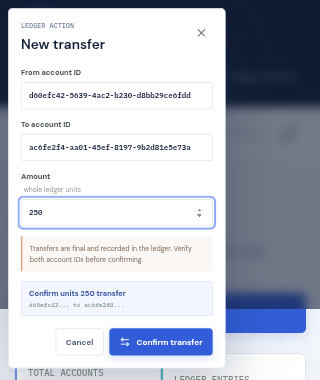 LEDGER ACTION
New transfer
From account ID
d60efc42-5639-4ac2-b230-d8bb29ce6fdd
To account ID
ac6fe2f4-aa01-45ef-8197-9b2d81e5e73a
Amount
whole ledger units
250
Transfers are final and recorded in the ledger. Verify
both account IDs before confirming.
Confirm units 250 transfer
d60efc42... to ac6fe2f4...
Cancel
Confirm transfer
TOTAL ACCOUNTS
LEDGER ENTRIES